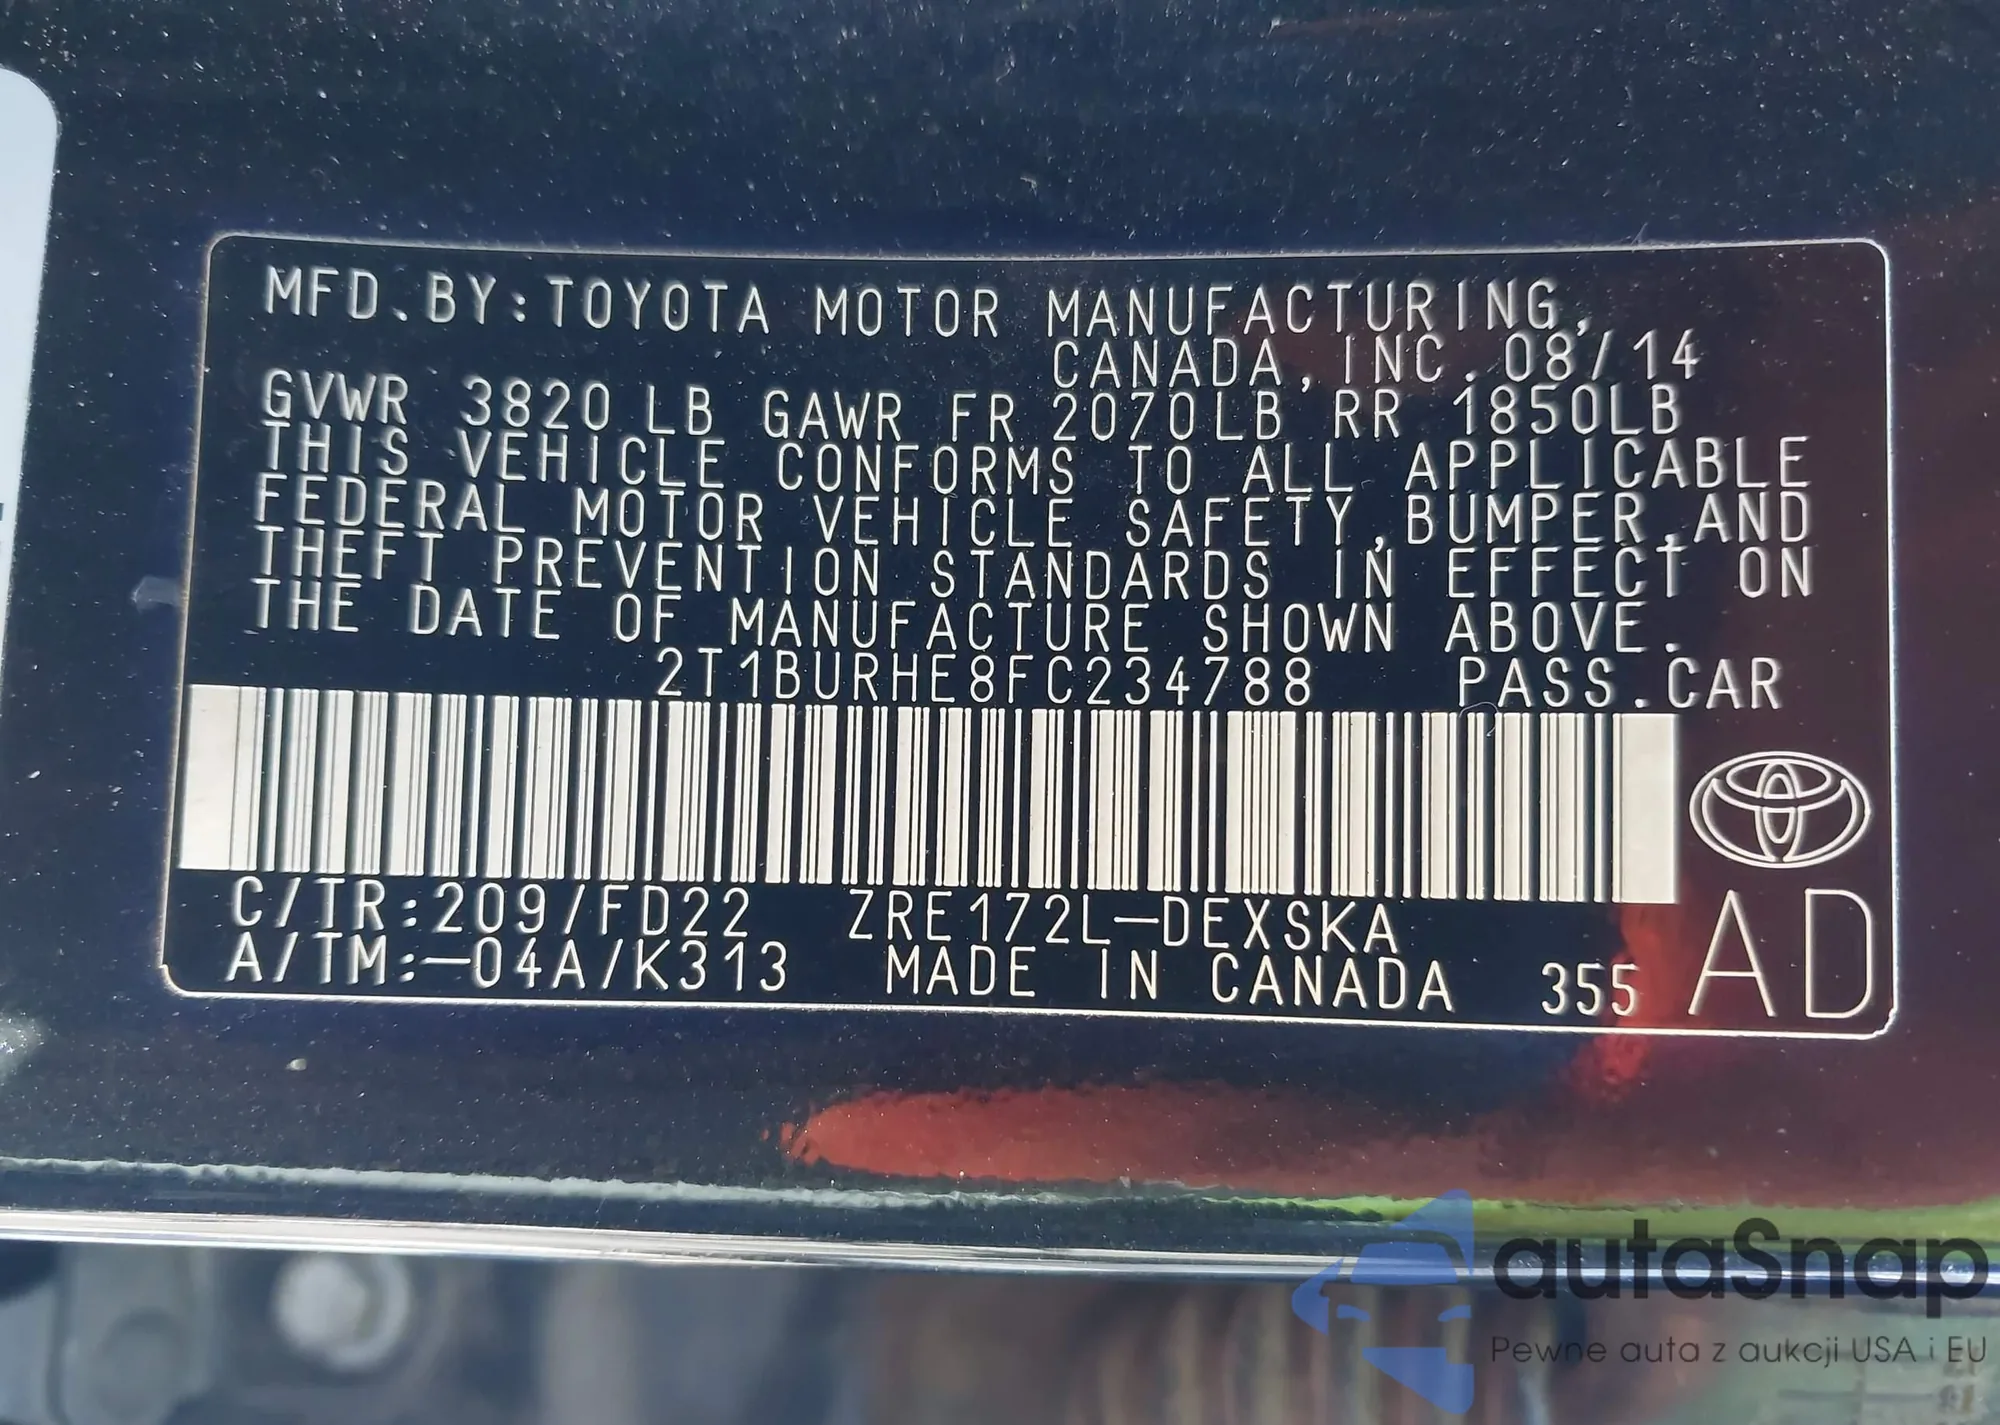 MFD.BY:TOYOTA MOTOR MANUFACTURING,
CANADA,INC.08/14
GVWR 3820 LB GAWR FR 2070LB RR 1850LB
THIS VEHICLE CONFORMS TO ALL APPLICABLE
FEDERAL MOTOR VEHICLE SAFETY,BUMPER,AND
THEFT PREVENTION STANDARDS IN EFFECT ON
THE DATE OF MANUFACTURE SHOWN ABOVE.
2T1BURHE8FC234788 PASS.CAR
C/TR:209/FD22 ZRE172L-DEXSKA
A/TM:-04A/K313 MADE IN CANADA 355 AD
autaSnap
Pewne auta z aukcji USA i EU